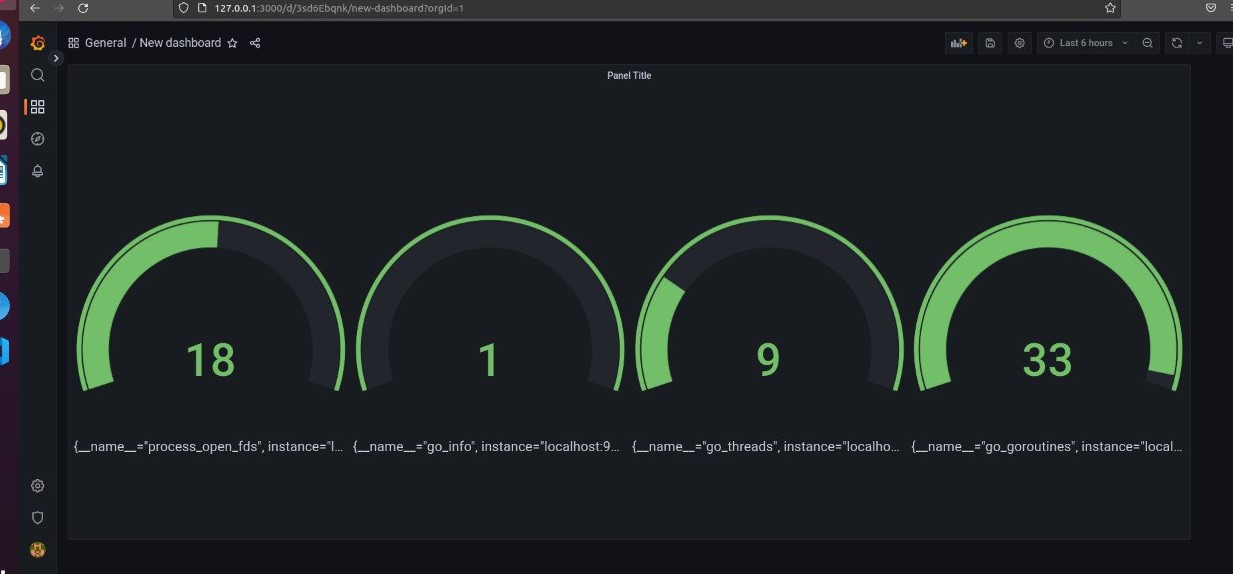 127.0.0.1:3000/d/3sd6Ebqnk/new-dashboard?orgId=1
General / New dashboard
Last 6 hours
Panel Title
18
1
9
33
{__name__="process_open_fds", instance="l...
{__name__="go_info", instance="localhost:9...
{__name__="go_threads", instance="localho...
{__name__="go_goroutines", instance="local...